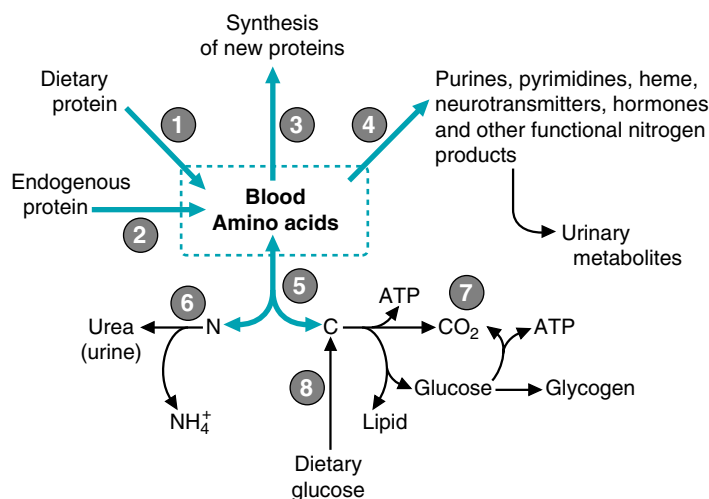 Synthesis
of new proteins
Dietary
protein
1
3
4
Purines, pyrimidines, heme,
neurotransmitters, hormones
and other functional nitrogen
products
Endogenous
protein
2
Blood
Amino acids
Urinary
metabolites
5
6
7
Urea
(urine)
N
C
ATP
CO₂
ATP
8
Glucose
Glycogen
NH₄⁺
Lipid
Dietary
glucose